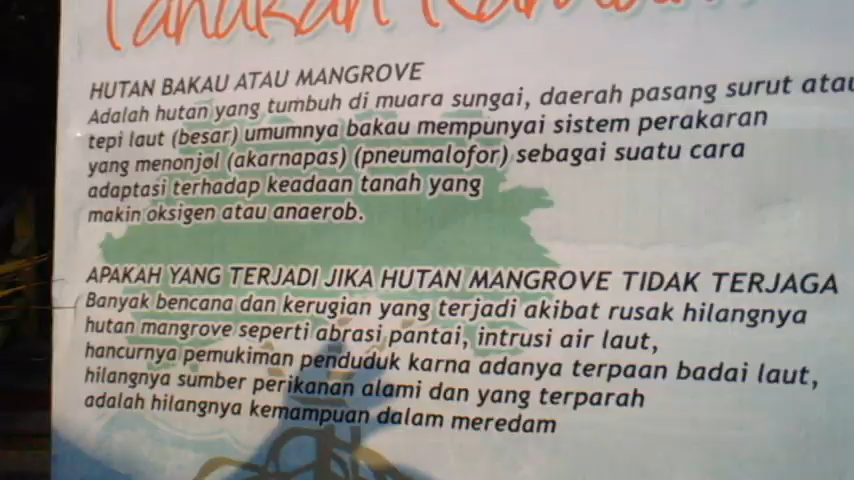 HUTAN BAKAU ATAU MANGROVE
Adalah hutan yang tumbuh di muara sungai, daerah pasang surut atau
tepi laut (besar) umumnya bakau mempunyai sistem perakaran
yang menonjol (akarnapas) (pneumalofor) sebagai suatu cara
adaptasi terhadap keadaan tanah yang
makin oksigen atau anaerob.
APAKAH YANG TERJADI JIKA HUTAN MANGROVE TIDAK TERJAGA
Banyak bencana dan kerugian yang terjadi akibat rusak hilangnya
hutan mangrove seperti abrasi pantai, intrusi air laut,
hancurnya pemukiman penduduk karna adanya terpaan badai laut,
hilangnya sumber perikanan alami dan yang terparah
adalah hilangnya kemampuan dalam meredam